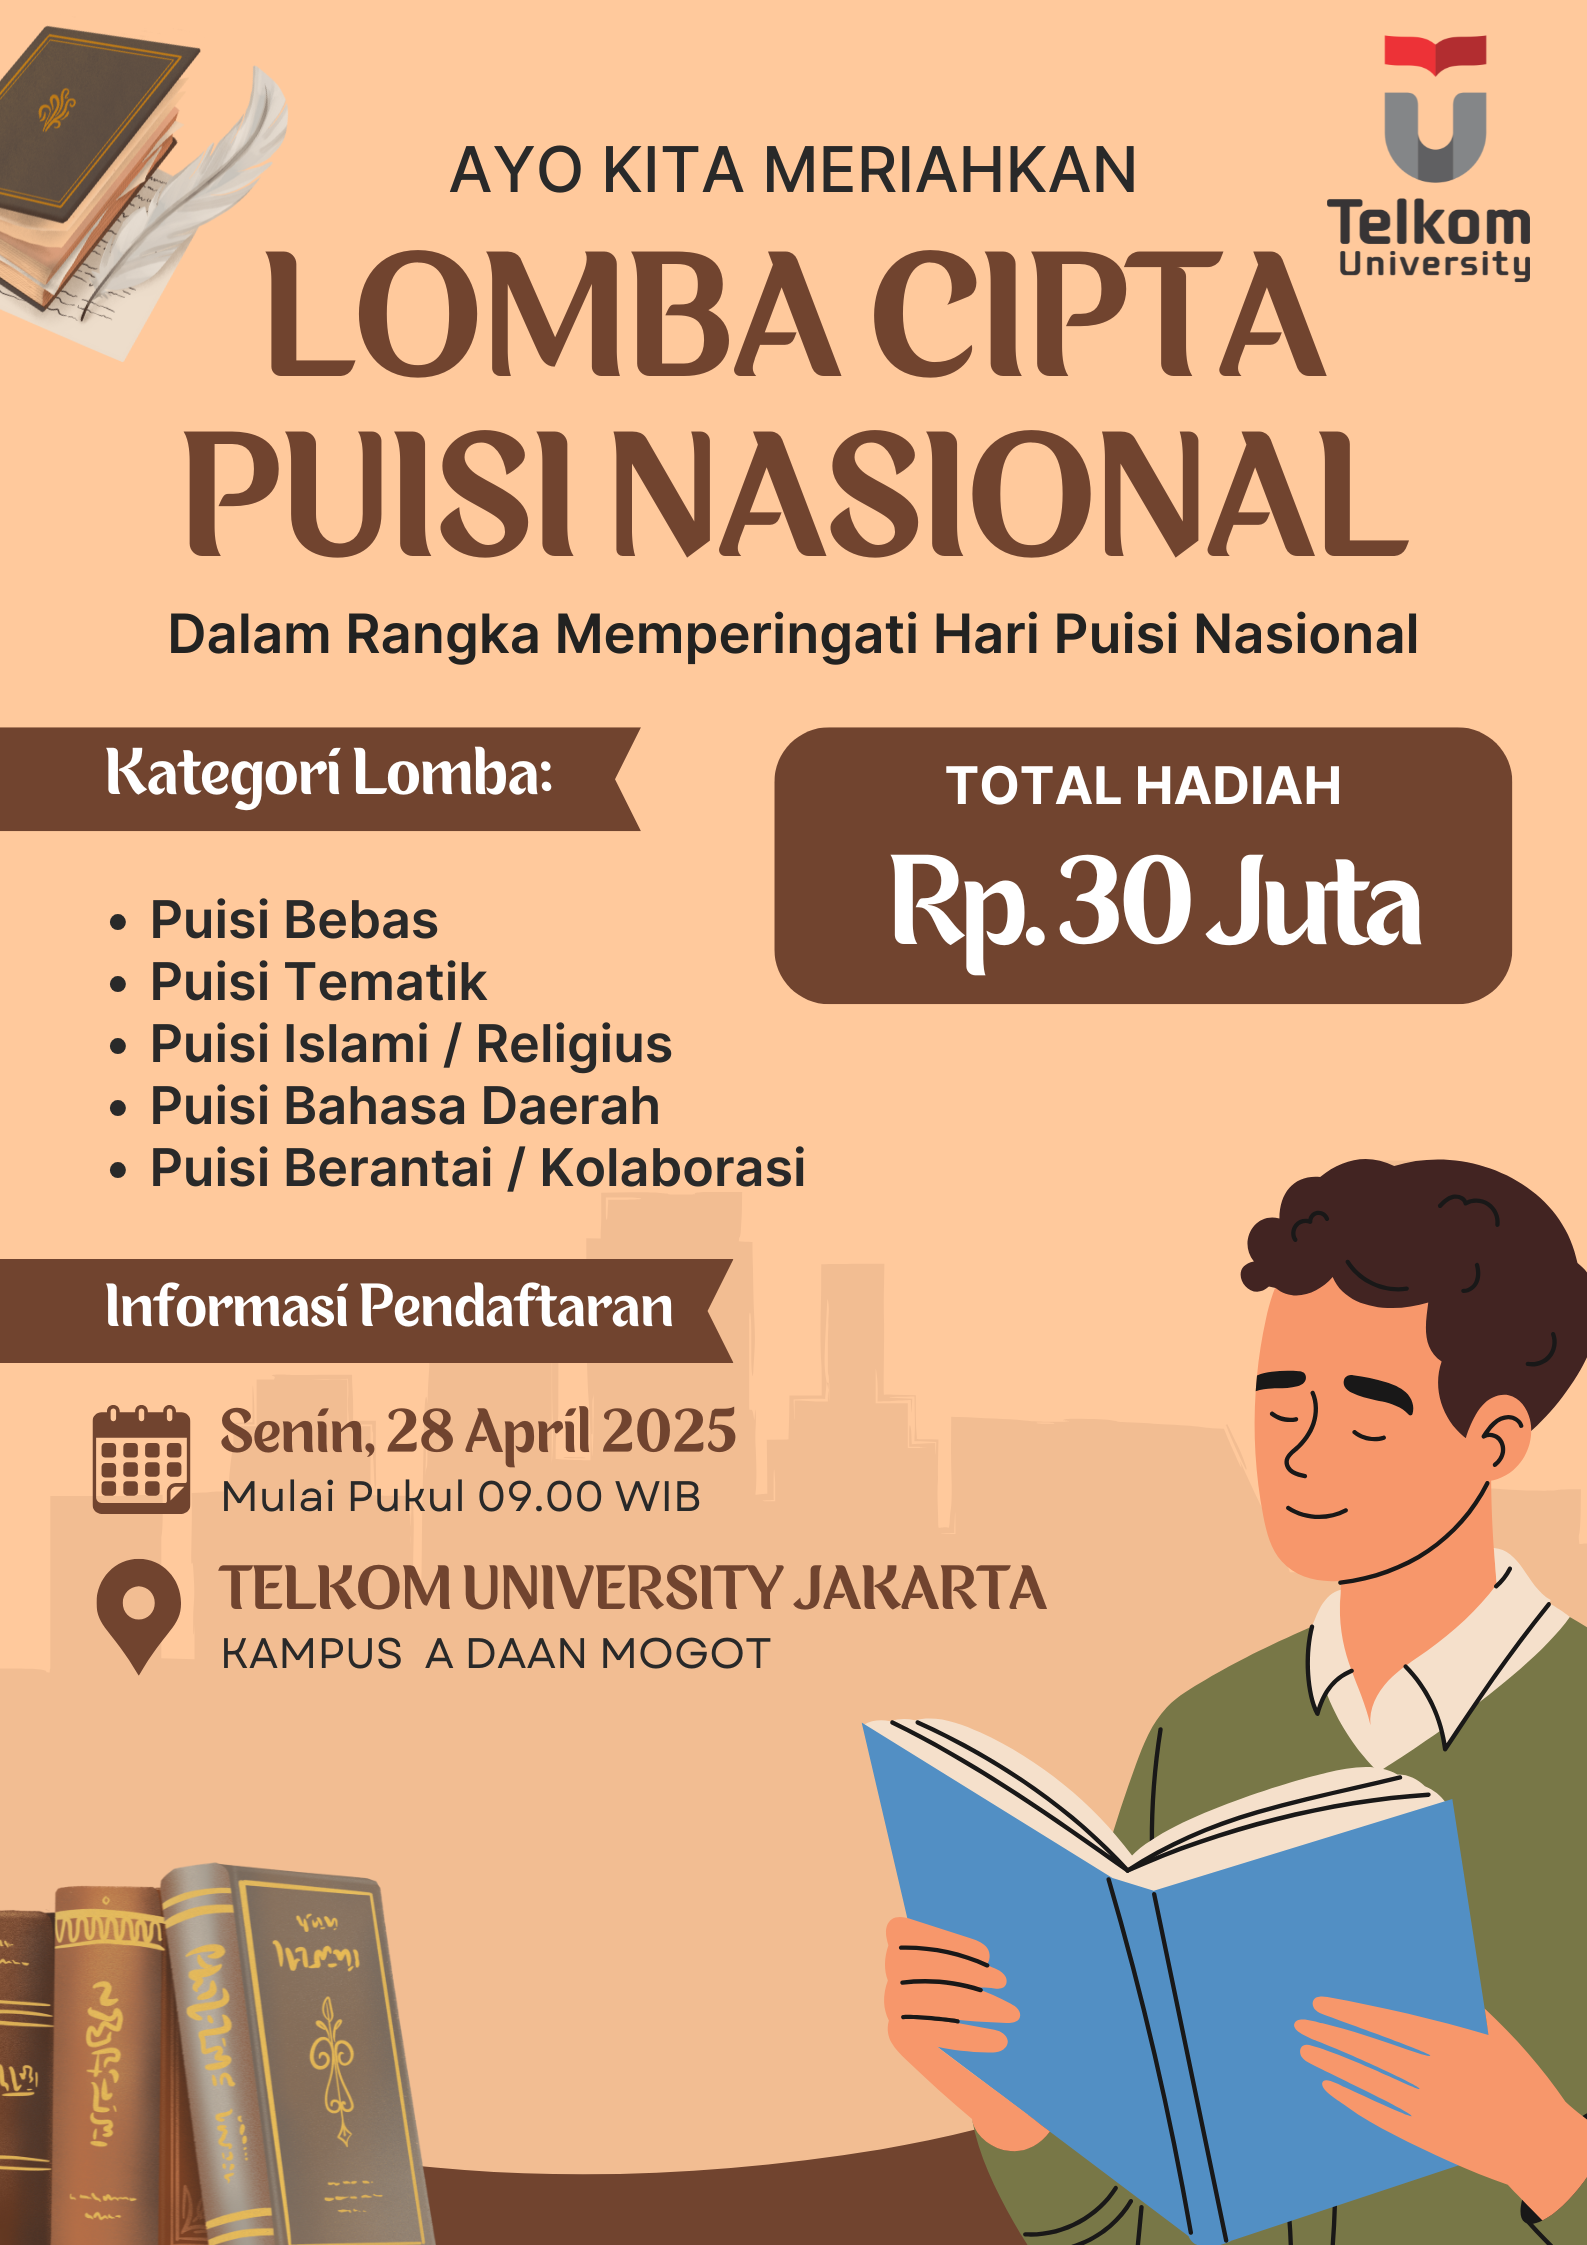 Telkom
University
AYO KITA MERIAHKAN
LOMBA CIPTA
PUISI NASIONAL
Dalam Rangka Memperingati Hari Puisi Nasional
Kategori Lomba:
• Puisi Bebas
• Puisi Tematik
• Puisi Islami / Religius
• Puisi Bahasa Daerah
• Puisi Berantai / Kolaborasi
TOTAL HADIAH
Rp. 30 Juta
Informasi Pendaftaran
Senin, 28 April 2025
Mulai Pukul 09.00 WIB
TELKOM UNIVERSITY JAKARTA
KAMPUS A DAAN MOGOT